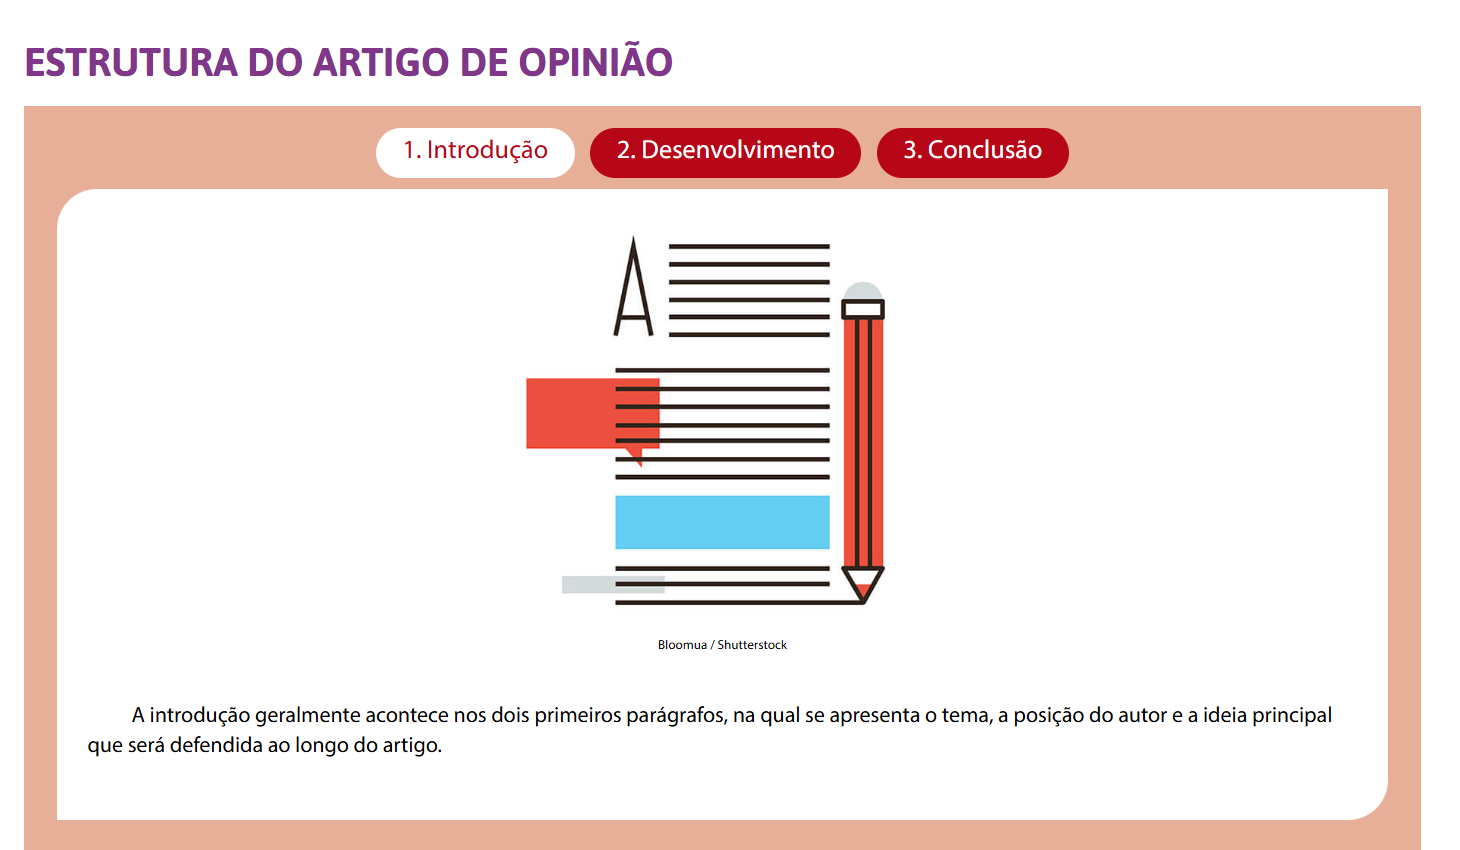 ESTRUTURA DO ARTIGO DE OPINIÃO
1. Introdução
2. Desenvolvimento
3. Conclusão
A
Bloomua / Shutterstock
A introdução geralmente acontece nos dois primeiros parágrafos, na qual se apresenta o tema, a posição do autor e a ideia principal
que será defendida ao longo do artigo.